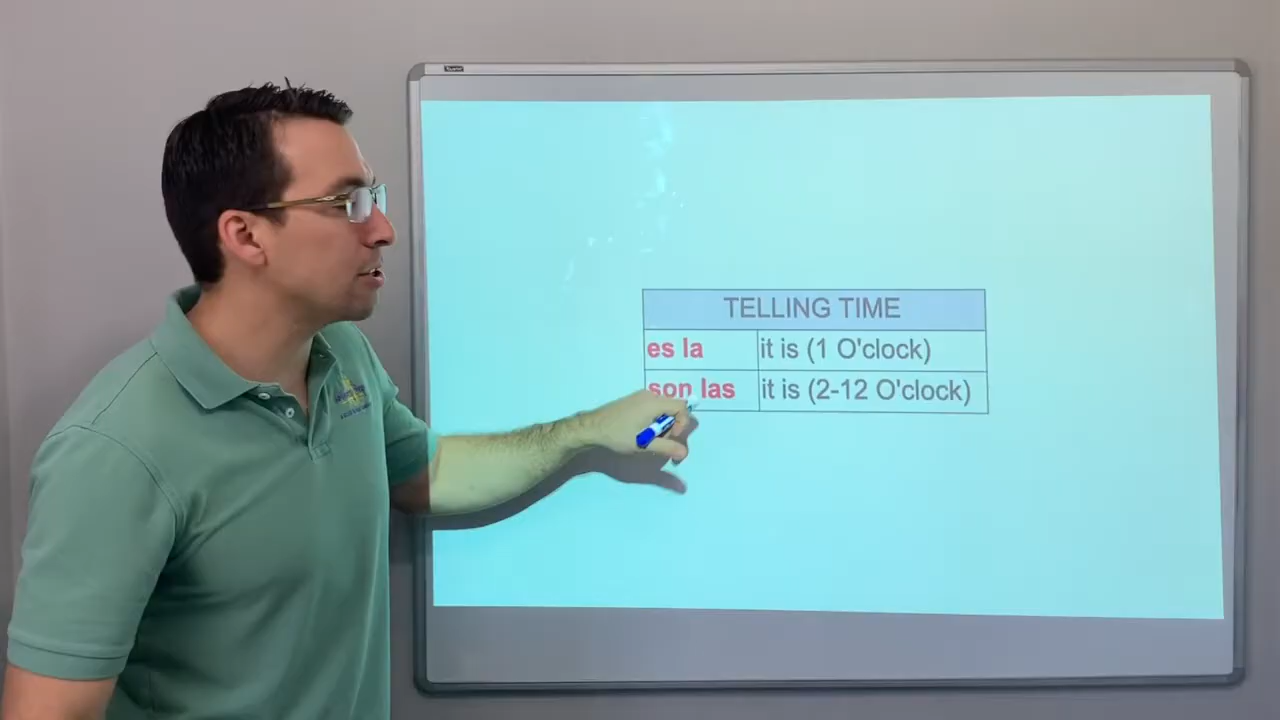 TELLING TIME
es la it is (1 O'clock)
son las it is (2-12 O'clock)